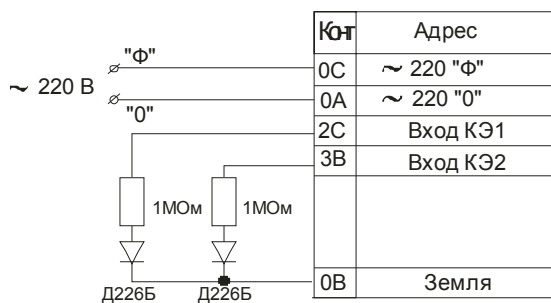 Конт Адрес
"Ф"
0С ~ 220 "Ф"
~ 220 В
0А ~ 220 "0"
"0"
2С Вход КЭ1
3В Вход КЭ2
1МОм 1МОм
0В Земля
Д226Б Д226Б